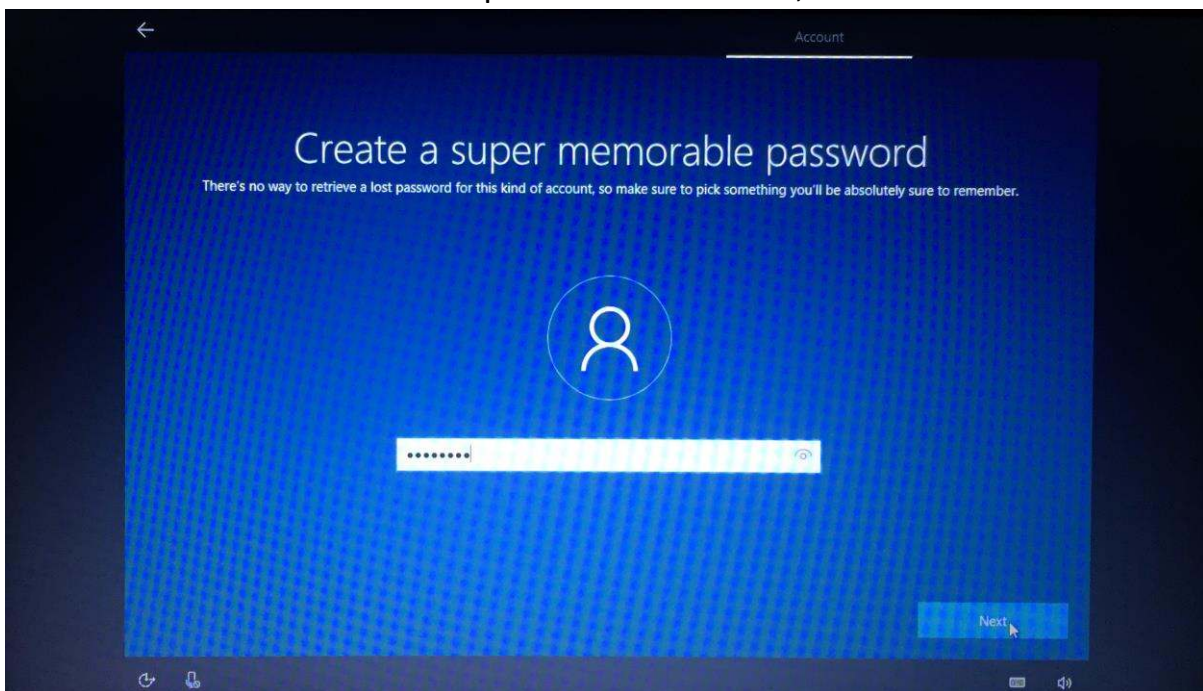 Account
Create a super memorable password
There's no way to retrieve a lost password for this kind of account, so make sure to pick something you'll be absolutely sure to remember.
Next